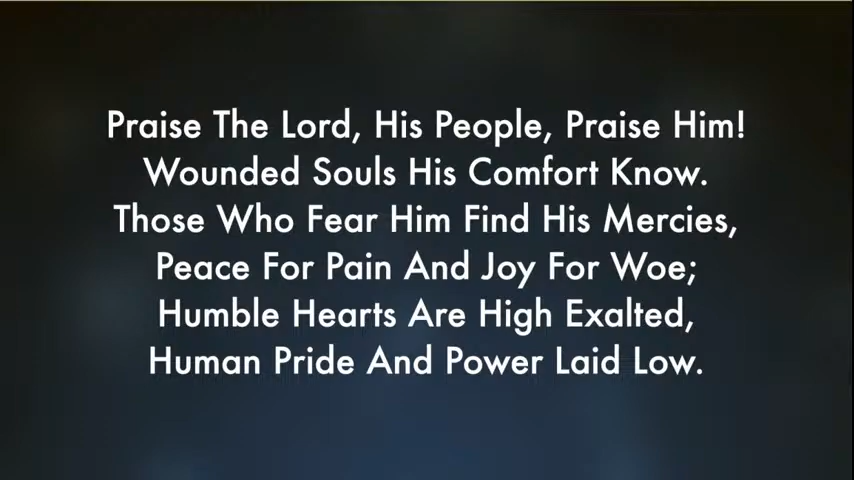 Praise The Lord, His People, Praise Him!
Wounded Souls His Comfort Know.
Those Who Fear Him Find His Mercies,
Peace For Pain And Joy For Woe;
Humble Hearts Are High Exalted,
Human Pride And Power Laid Low.